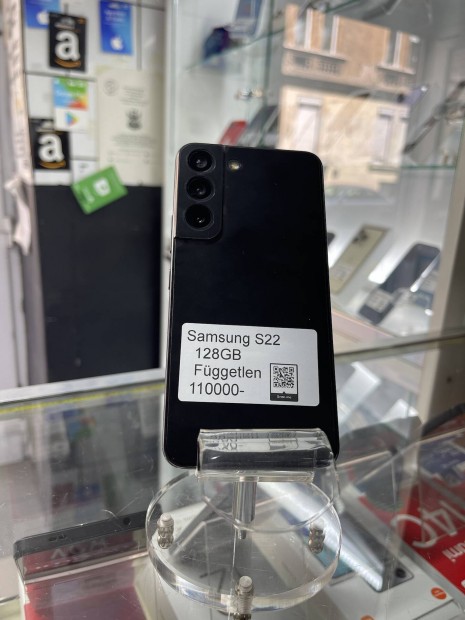 a
a
Samsung S22
128GB
Független
110000-